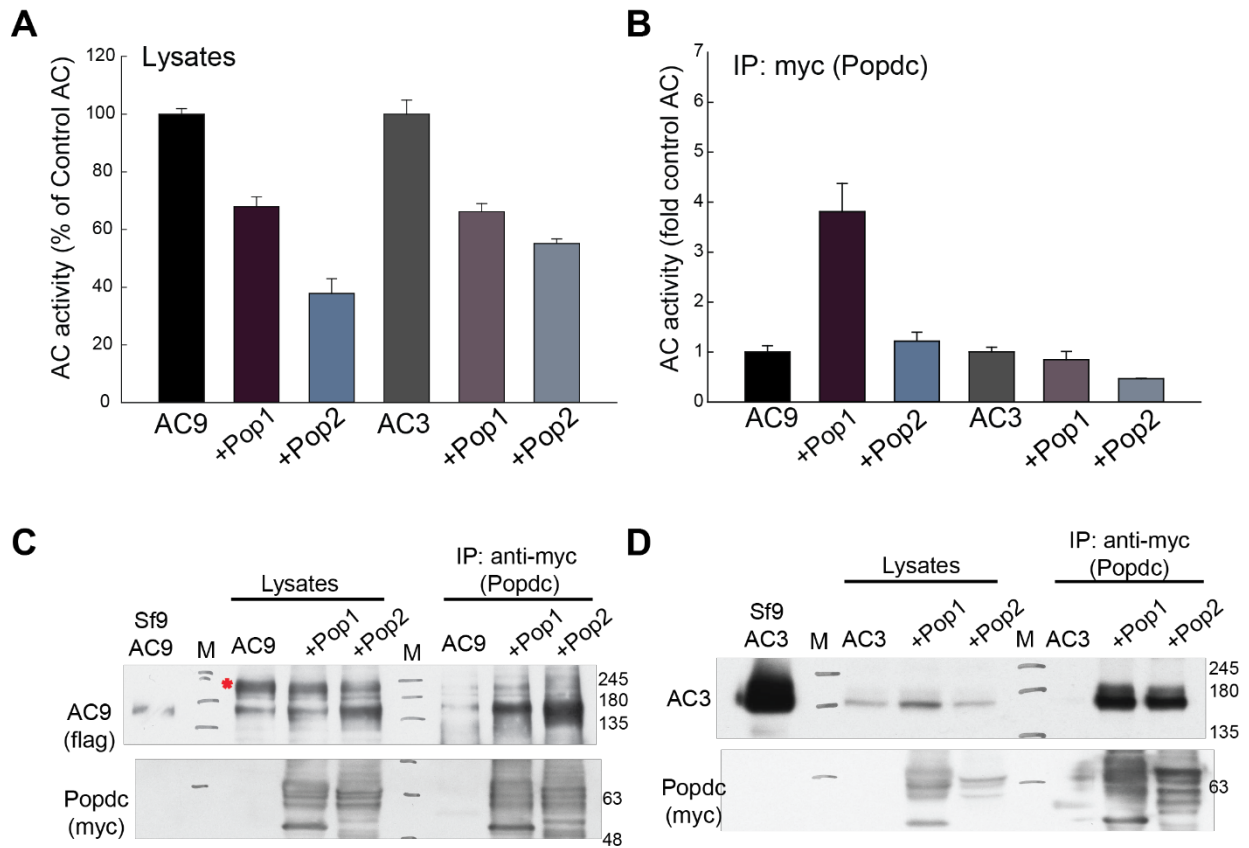 A
Lysates
AC activity (% of Control AC)
120
100
80
60
40
20
0
AC9
+Pop1
+Pop2
AC3
+Pop1
+Pop2
B
IP: myc (Popdc)
AC activity (fold control AC)
7
6
5
4
3
2
1
0
AC9
+Pop1
+Pop2
AC3
+Pop1
+Pop2
C
Lysates
IP: anti-myc
(Popdc)
Sf9
AC9
M
AC9
+Pop1
+Pop2
M
AC9
+Pop1
+Pop2
*
AC9
(flag)
245
180
135
Popdc
(myc)
63
48
D
Lysates
IP: anti-myc
(Popdc)
Sf9
AC3
M
AC3
+Pop1
+Pop2
M
AC3
+Pop1
+Pop2
AC3
245
180
135
Popdc
(myc)
63